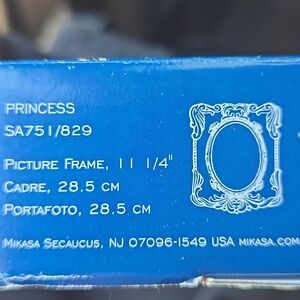 PRINCESS
SA751/829
PICTURE FRAME, 11 1/4"
CADRE, 28.5 CM
PORTAFOTO, 28.5 CM
MIKASA SECAUCUS, NJ 07096-1549 USA MIKASA.COM